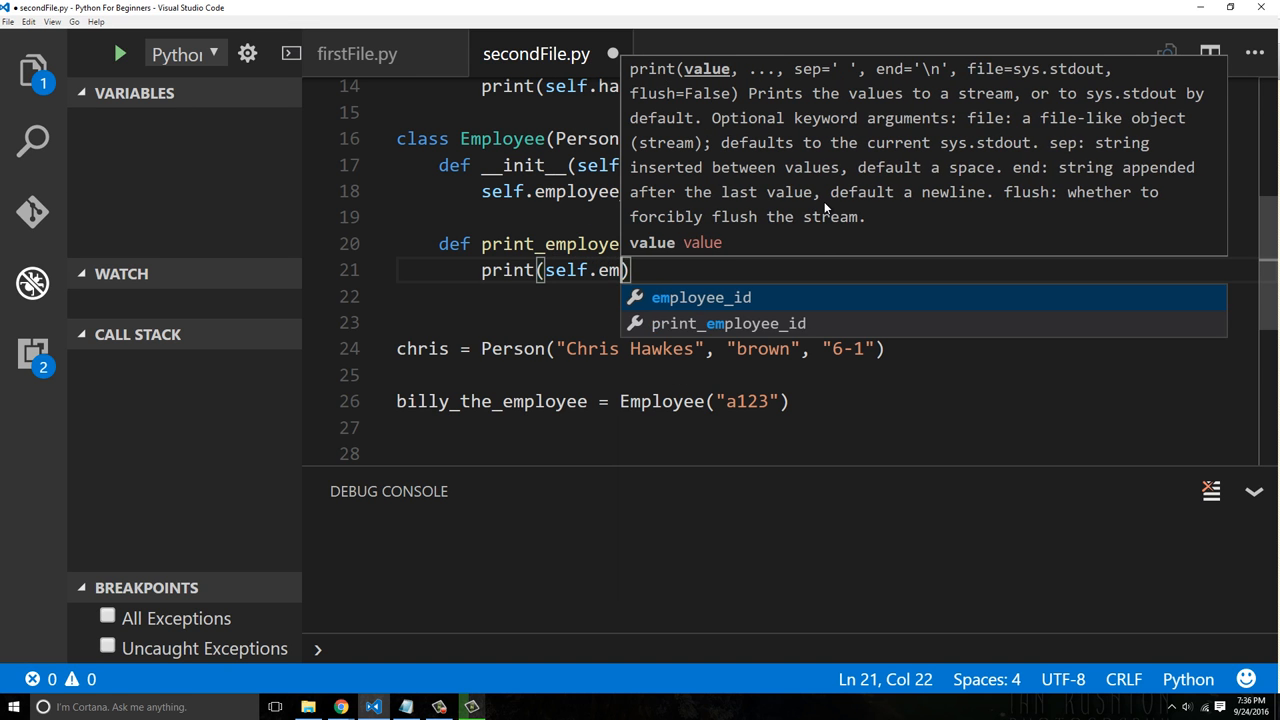 ● secondFile.py - Python For Beginners - Visual Studio Code
File Edit View Go Help
Python
firstFile.py
secondFile.py
VARIABLES
WATCH
CALL STACK
BREAKPOINTS
All Exceptions
Uncaught Exceptions
1
2
14 print(self.ha
15
16 class Employee(Person
17 def __init__(self
18 self.employee_
19
20 def print_employe
21 print(self.em)
22
23
24 chris = Person("Chris Hawkes", "brown", "6-1")
25
26 billy_the_employee = Employee("a123")
27
28
print(value, ..., sep=' ', end='\n', file=sys.stdout,
flush=False) Prints the values to a stream, or to sys.stdout by
default. Optional keyword arguments: file: a file-like object
(stream); defaults to the current sys.stdout. sep: string
inserted between values, default a space. end: string appended
after the last value, default a newline. flush: whether to
forcibly flush the stream.
value value
employee_id
print_employee_id
DEBUG CONSOLE
0 0
Ln 21, Col 22 Spaces: 4 UTF-8 CRLF Python
I'm Cortana. Ask me anything.
7:36 PM
9/24/2016